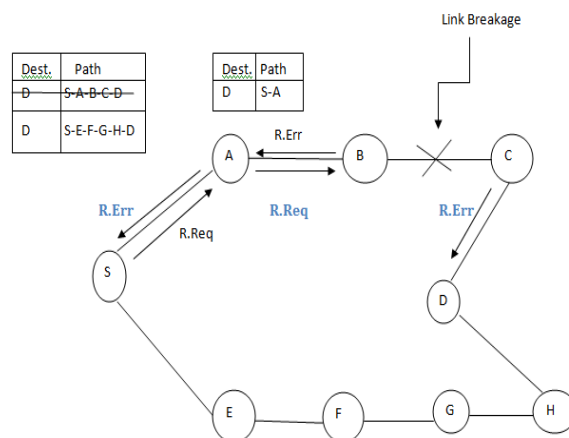 Link Breakage
Dest. Path
D S-A-B-C-D
D S-E-F-G-H-D
Dest. Path
D S-A
R.Err
A
B
C
R.Err
R.Req
R.Err
R.Req
S
D
E
F
G
H